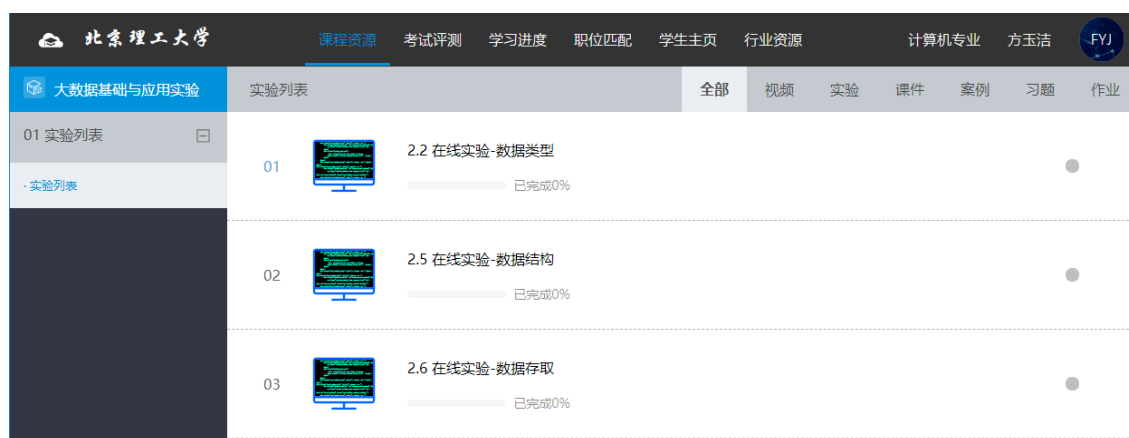 北京理工大学 课程资源 考试评测 学习进度 职位匹配 学生主页 行业资源 计算机专业 方玉洁 FYJ
大数据基础与应用实验 实验列表 全部 视频 实验 课件 案例 习题 作业
01 实验列表
· 实验列表
01
2.2 在线实验-数据类型
已完成0%
02
2.5 在线实验-数据结构
已完成0%
03
2.6 在线实验-数据存取
已完成0%